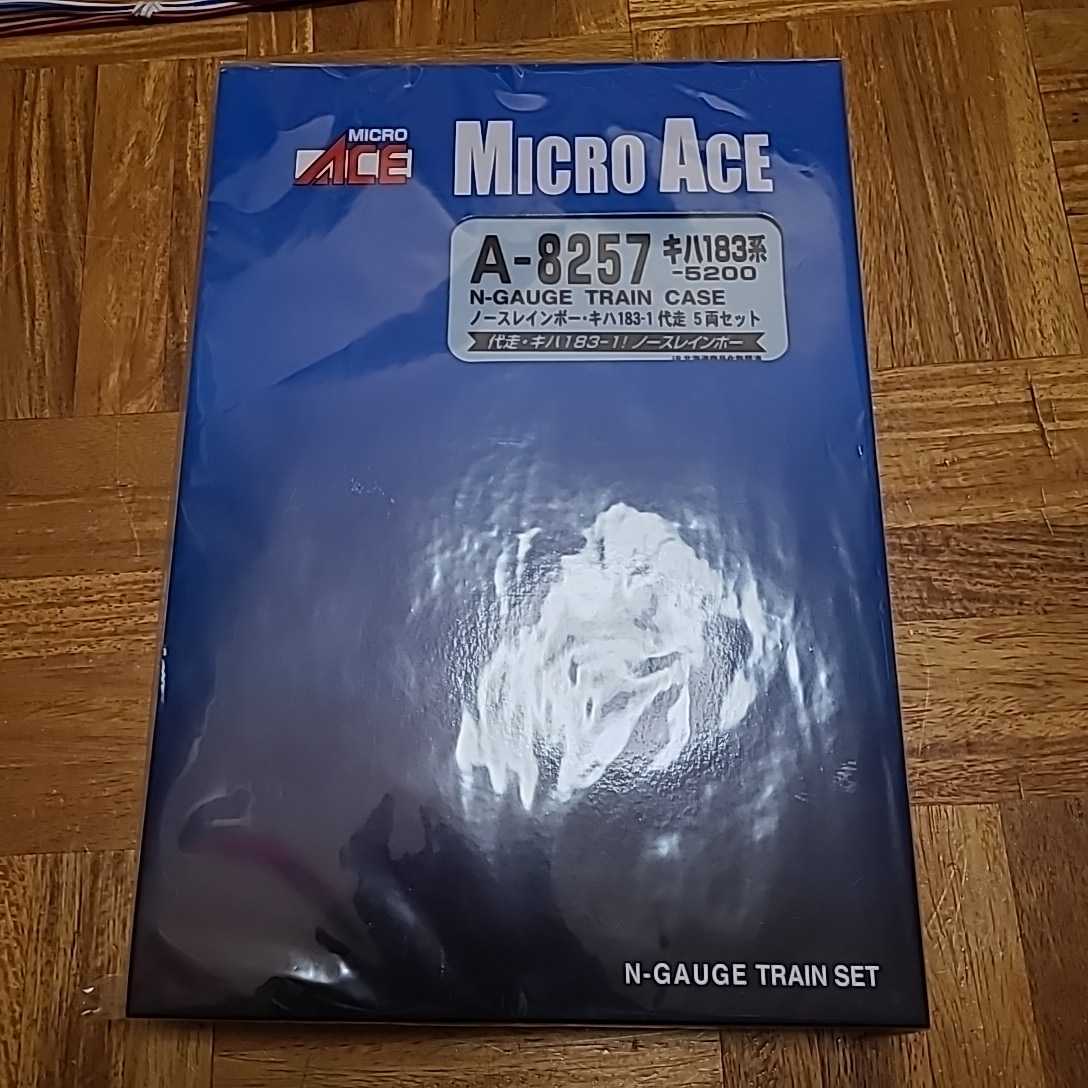 MICRO
ACE
MICRO ACE
A-8257 キハ183系
-5200
N-GAUGE TRAIN CASE
ノースレインボー・キハ183-1 代走 5両セット
代走・キハ183-1! ノースレインボー
N-GAUGE TRAIN SET